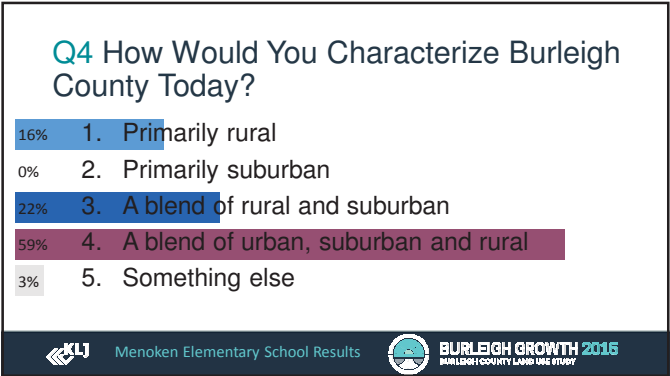 Q4 How Would You Characterize Burleigh
County Today?
16% 1. Primarily rural
0% 2. Primarily suburban
22% 3. A blend of rural and suburban
59% 4. A blend of urban, suburban and rural
3% 5. Something else
KLJ Menoken Elementary School Results BURLEIGH GROWTH 2015
BURLEIGH COUNTY LAND USE STUDY